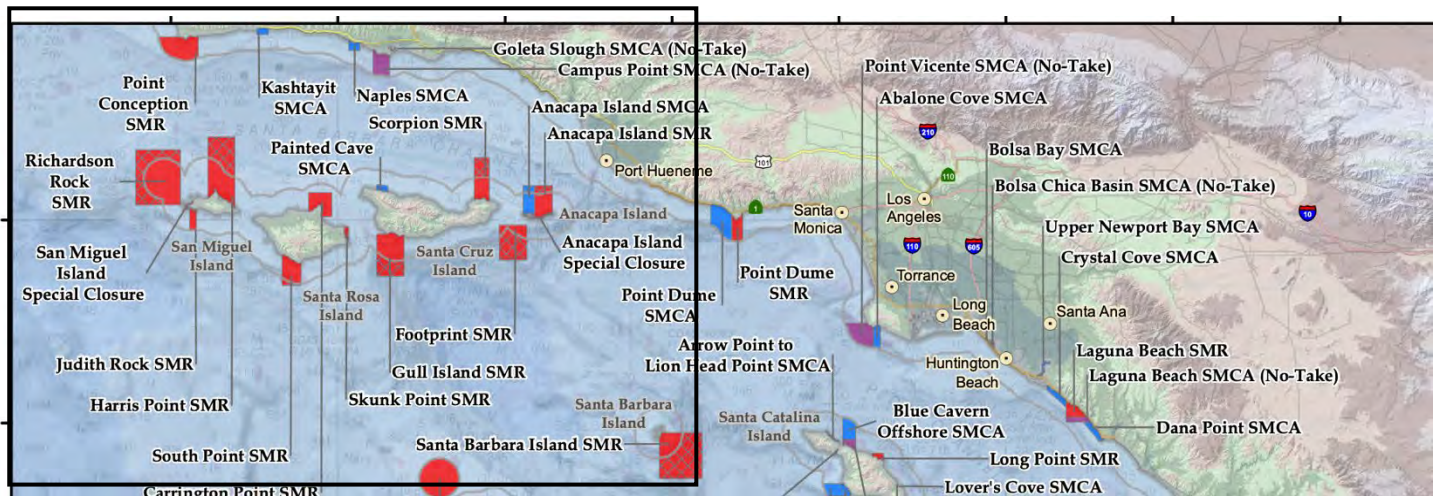 Goleta Slough SMCA (No-Take)
Campus Point SMCA (No-Take)
Point Vicente SMCA (No-Take)
Point
Conception
SMR
Kashtayit
SMCA
Naples SMCA
Anacapa Island SMCA
Abalone Cove SMCA
Scorpion SMR
Anacapa Island SMR
210
SANTA BARBARA
Painted Cave
SMCA
Richardson
Rock
SMR
Port Hueneme
101
Bolsa Bay SMCA
110
Bolsa Chica Basin SMCA (No-Take)
Los
Angeles
1
Santa
Monica
10
Anacapa Island
Upper Newport Bay SMCA
San Miguel
Island
Special Closure
San Miguel
Island
Santa Cruz
Island
Anacapa Island
Special Closure
110
605
Crystal Cove SMCA
Point Dume
SMR
Torrance
Santa Rosa
Island
Point Dume
SMCA
Long
Beach
Santa Ana
Footprint SMR
Arrow Point to
Lion Head Point SMCA
Judith Rock SMR
Gull Island SMR
Huntington
Beach
Laguna Beach SMR
Laguna Beach SMCA (No-Take)
Harris Point SMR
Skunk Point SMR
Santa Barbara
Island
Santa Catalina
Island
Blue Cavern
Offshore SMCA
Dana Point SMCA
Santa Barbara Island SMR
South Point SMR
Long Point SMR
Carrington Point SMR
Lover's Cove SMCA